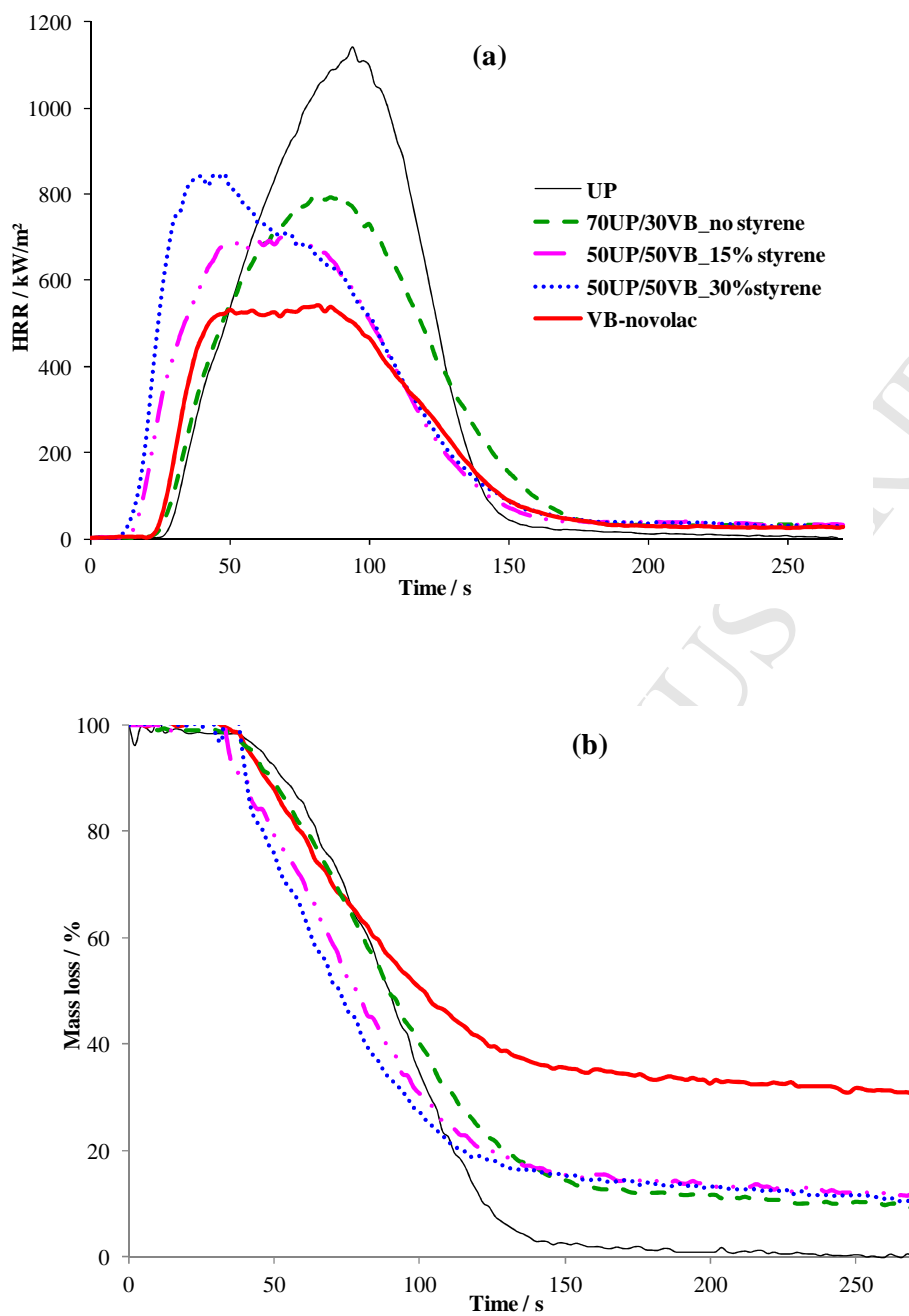 (a)
HRR / kW/m²
1200
1000
800
600
400
200
0
UP
70UP/30VB_no styrene
50UP/50VB_15% styrene
50UP/50VB_30%styrene
VB-novolac
0 50 100 150 200 250
Time / s
(b)
Mass loss / %
100
80
60
40
20
0
0 50 100 150 200 250
Time / s